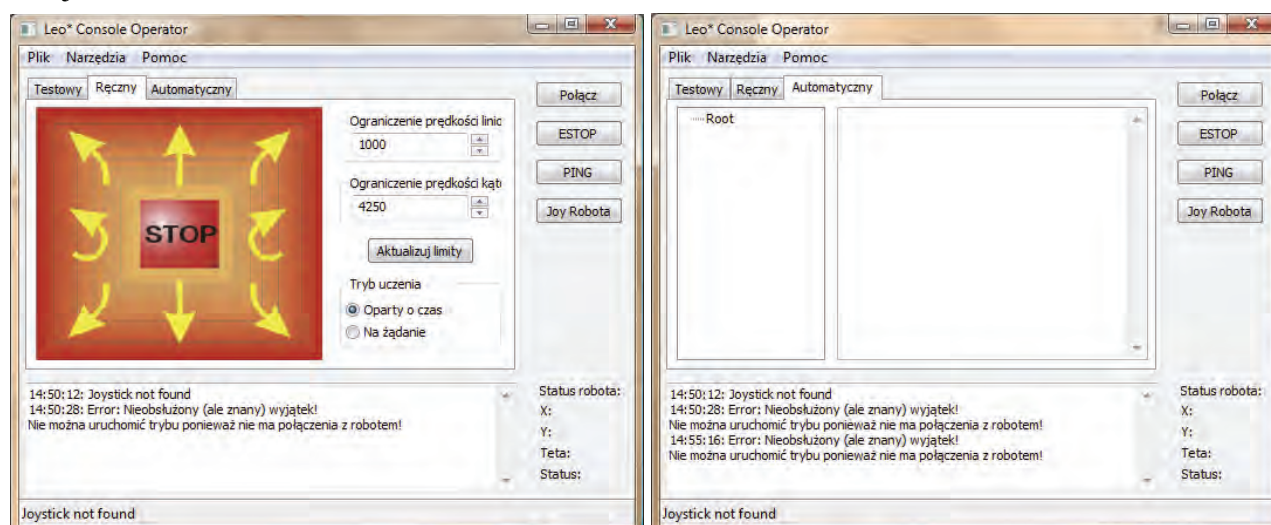 Leo* Console Operator
Plik Narzędzia Pomoc
Testowy Ręczny Automatyczny
STOP
Ograniczenie prędkości linic
1000
Ograniczenie prędkości kątı
4250
Aktualizuj limity
Tryb uczenia
Oparty o czas
Na żądanie
Połącz
ESTOP
PING
Joy Robota
14:50:12: Joystick not found
14:50:28: Error: Nieobsłużony (ale znany) wyjątek!
Nie można uruchomić trybu ponieważ nie ma połączenia z robotem!
Status robota:
X:
Y:
Teta:
Status:
Joystick not found
Leo* Console Operator
Plik Narzędzia Pomoc
Testowy Ręczny Automatyczny
Root
Połącz
ESTOP
PING
Joy Robota
14:50:12: Joystick not found
14:50:28: Error: Nieobsłużony (ale znany) wyjątek!
Nie można uruchomić trybu ponieważ nie ma połączenia z robotem!
14:55:16: Error: Nieobsłużony (ale znany) wyjątek!
Nie można uruchomić trybu ponieważ nie ma połączenia z robotem!
Status robota:
X:
Y:
Teta:
Status:
Joystick not found